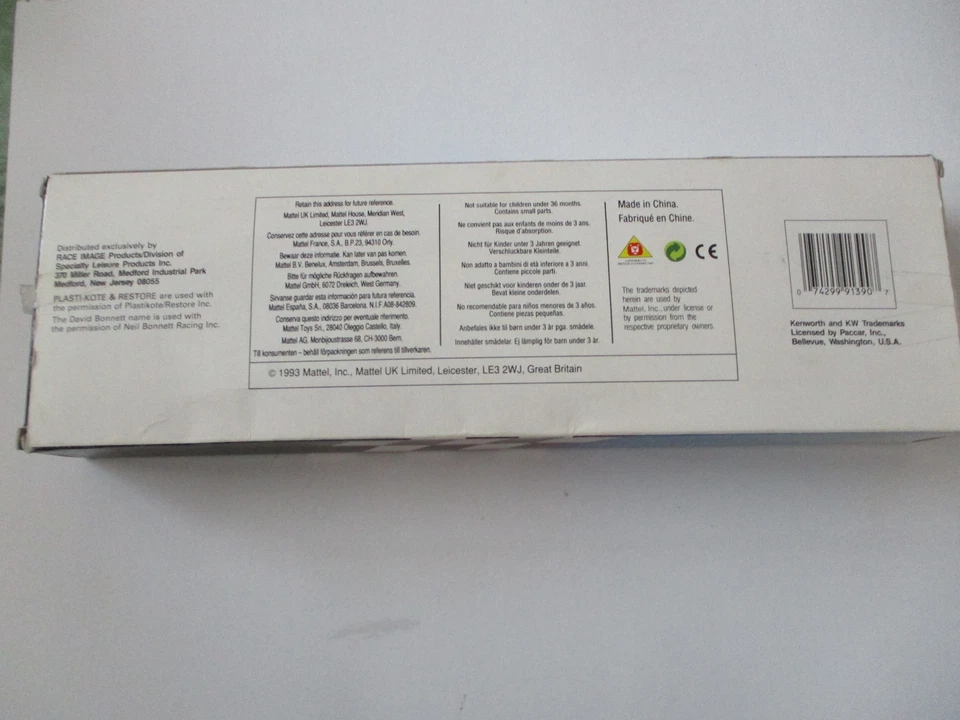 Distributed exclusively by
RACE IMAGE Products/Division of
Specialty Leisure Products Inc.
370 Miller Road, Medford Industrial Park
Medford, New Jersey 08055
PLASTI-KOTE & RESTORE are used with
the permission of Plastikote/Restore Inc.
The David Bonnett name is used with
the permission of Neil Bonnett Racing Inc.
Retain this address for future reference.
Mattel UK Limited, Mattel House, Meridian West,
Leicester LE3 2WJ.
Conservez cette adresse pour vous référer en cas de besoin.
Mattel France, S.A., B.P.23, 94310 Orly.
Bewaar deze informatie. Kan later van pas komen.
Mattel B.V. Benelux, Amsterdam, Brussels, Bruxelles.
Bitte für mögliche Rückfragen aufbewahren.
Mattel GmbH, 6072 Dreieich, West Germany.
Sirvanse guardar esta información para futura referencia.
Mattel España, S.A., 08036 Barcelona. N.I.F A08-842809.
Conserva questo indirizzo per eventuale riferimento.
Mattel Toys Srl., 28040 Oleggio Castello, Italy.
Mattel AG. Monbijoustrasse 68, CH-3000 Bern.
Till konsumenten - behåll förpackningen som referens till tillverkaren.
Not suitable for children under 36 months.
Contains small parts.
Ne convient pas aux enfants de moins de 3 ans.
Risque d'absorption.
Nicht für Kinder unter 3 Jahren geeignet.
Verschluckbare Kleinteile.
Non adatto a bambini di età inferiore a 3 anni.
Contiene piccole parti.
Niet geschikt voor kinderen onder de 3 jaar.
Bevat kleine onderdelen.
No recomendable para niños menores de 3 años.
Contiene piezas pequeñas.
Anbefales ikke til barn under 3 år pga. smådele.
Innehåller smådelar. Ej lämplig för barn under 3 år.
Made in China.
Fabriqué en Chine.
CE
The trademarks depicted
herein are used by
Mattel, Inc., under license or
by permission from the
respective proprietary owners.
© 1993 Mattel, Inc., Mattel UK Limited, Leicester, LE3 2WJ, Great Britain
0 74299 91390 7
Kenworth and KW Trademarks
Licensed by Paccar, Inc.,
Bellevue, Washington, U.S.A.